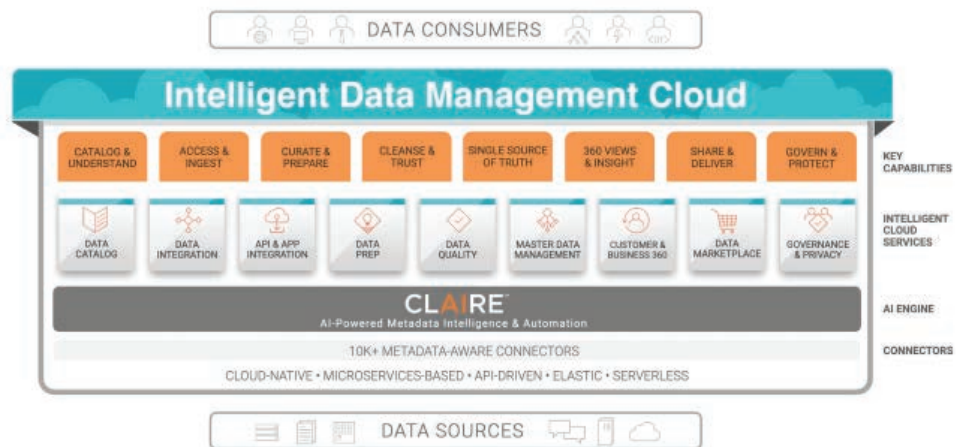 DATA CONSUMERS
Intelligent Data Management Cloud
CATALOG &
UNDERSTAND
ACCESS &
INGEST
CURATE &
PREPARE
CLEANSE &
TRUST
SINGLE SOURCE
OF TRUTH
360 VIEWS
& INSIGHT
SHARE &
DELIVER
GOVERN &
PROTECT
KEY
CAPABILITIES
DATA
CATALOG
DATA
INTEGRATION
API & APP
INTEGRATION
DATA
PREP
DATA
QUALITY
MASTER DATA
MANAGEMENT
CUSTOMER &
BUSINESS 360
DATA
MARKETPLACE
GOVERNANCE
& PRIVACY
INTELLIGENT
CLOUD
SERVICES
CLAIRE™
AI-Powered Metadata Intelligence & Automation
AI ENGINE
10K+ METADATA-AWARE CONNECTORS
CONNECTORS
CLOUD-NATIVE • MICROSERVICES-BASED • API-DRIVEN • ELASTIC • SERVERLESS
DATA SOURCES